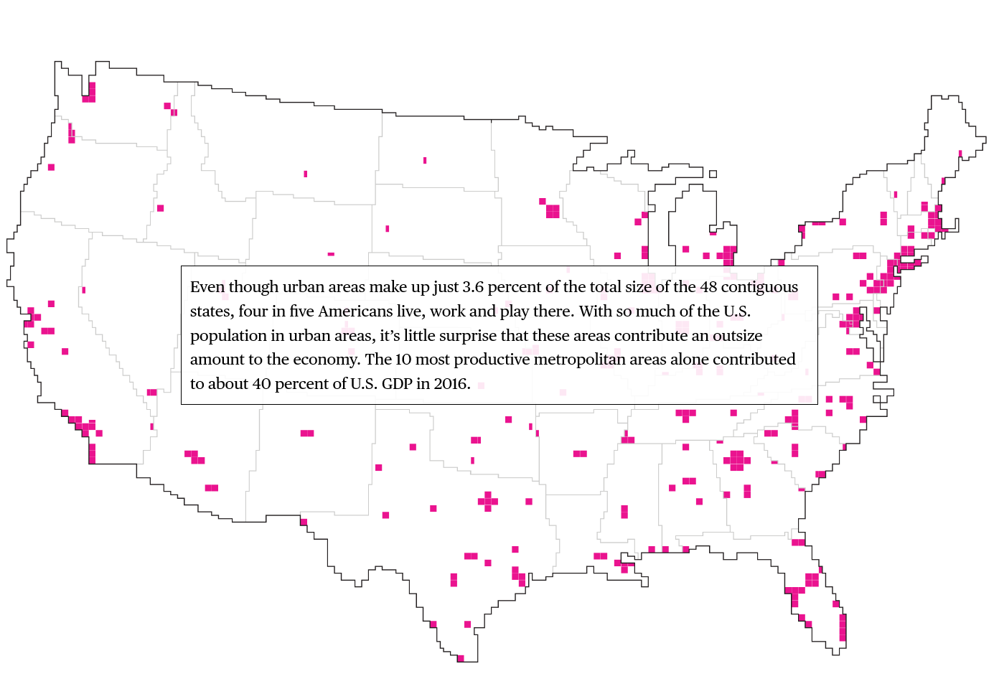 Even though urban areas make up just 3.6 percent of the total size of the 48 contiguous
states, four in five Americans live, work and play there. With so much of the U.S.
population in urban areas, it’s little surprise that these areas contribute an outsize
amount to the economy. The 10 most productive metropolitan areas alone contributed
to about 40 percent of U.S. GDP in 2016.